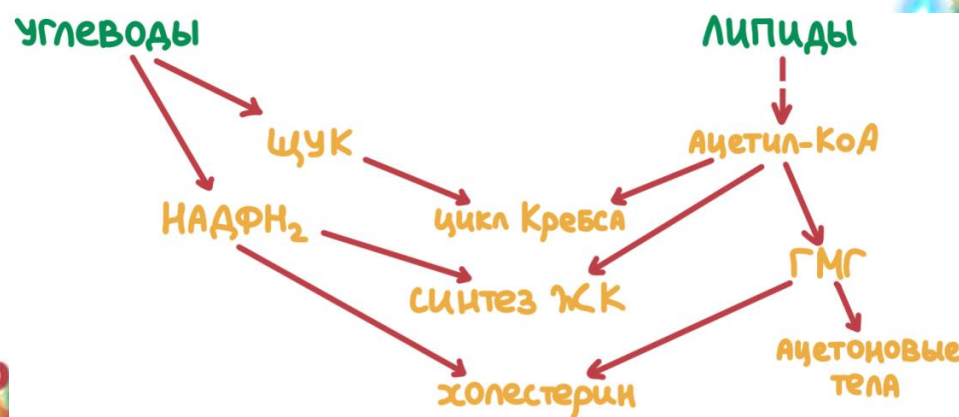 Углеводы
Липиды
ЩУК
Ацетил-КоА
НАДФН₂
цикл Кребса
ГМГ
синтез ЖК
Ацетоновые
тела
холестерин